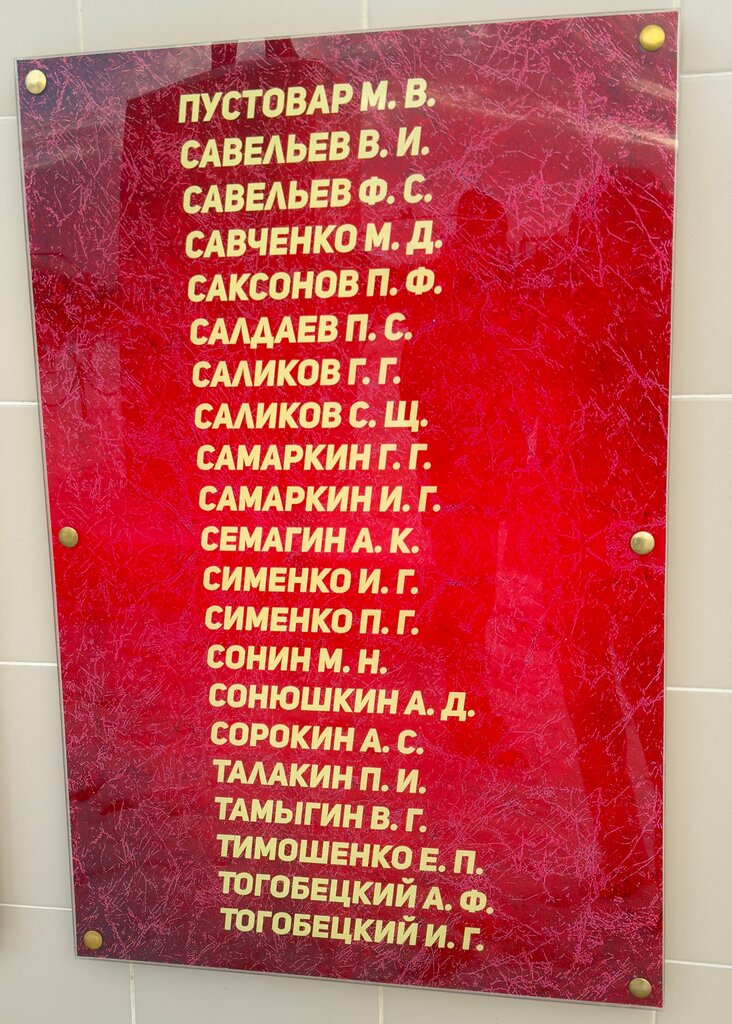 ПУСТОВАР М. В.
САВЕЛЬЕВ В. И.
САВЕЛЬЕВ Ф. С.
САВЧЕНКО М. Д.
САКСОНОВ П. Ф.
САЛДАЕВ П. С.
САЛИКОВ Г. Г.
САЛИКОВ С. Щ.
САМАРКИН Г. Г.
САМАРКИН И. Г.
СЕМАГИН А. К.
СИМЕНКО И. Г.
СИМЕНКО П. Г.
СОНИН М. Н.
СОНЮШКИН А. Д.
СОРОКИН А. С.
ТАЛАКИН П. И.
ТАМЫГИН В. Г.
ТИМОШЕНКО Е. П.
ТОГОБЕЦКИЙ А. Ф.
ТОГОБЕЦКИЙ И. Г.